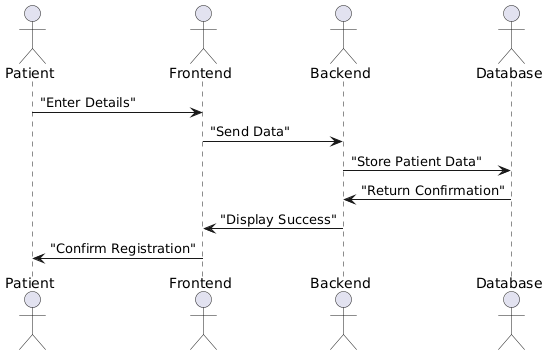 Patient Frontend Backend Database
"Enter Details"
"Send Data"
"Store Patient Data"
"Return Confirmation"
"Display Success"
"Confirm Registration"
Patient Frontend Backend Database